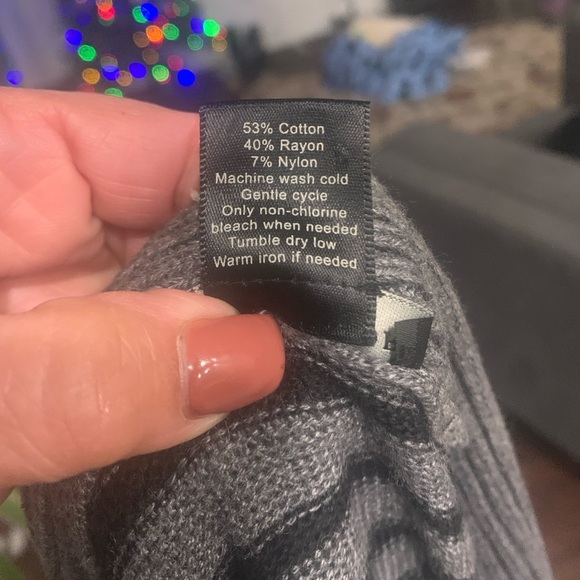 53% Cotton
40% Rayon
7% Nylon
Machine wash cold
Gentle cycle
Only non-chlorine
bleach when needed
Tumble dry low
Warm iron if needed